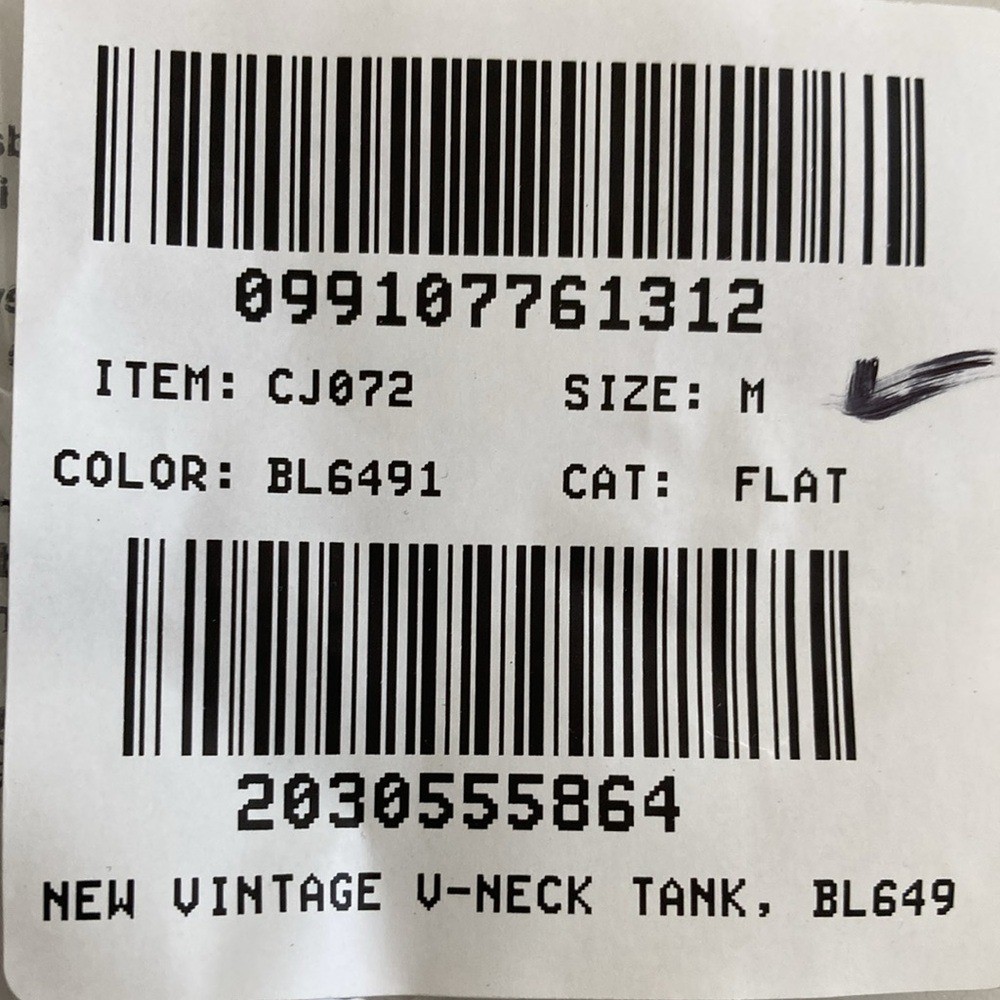 099107761312
ITEM: CJ072 SIZE: M
COLOR: BL6491 CAT: FLAT
2030555864
NEW VINTAGE V-NECK TANK, BL649